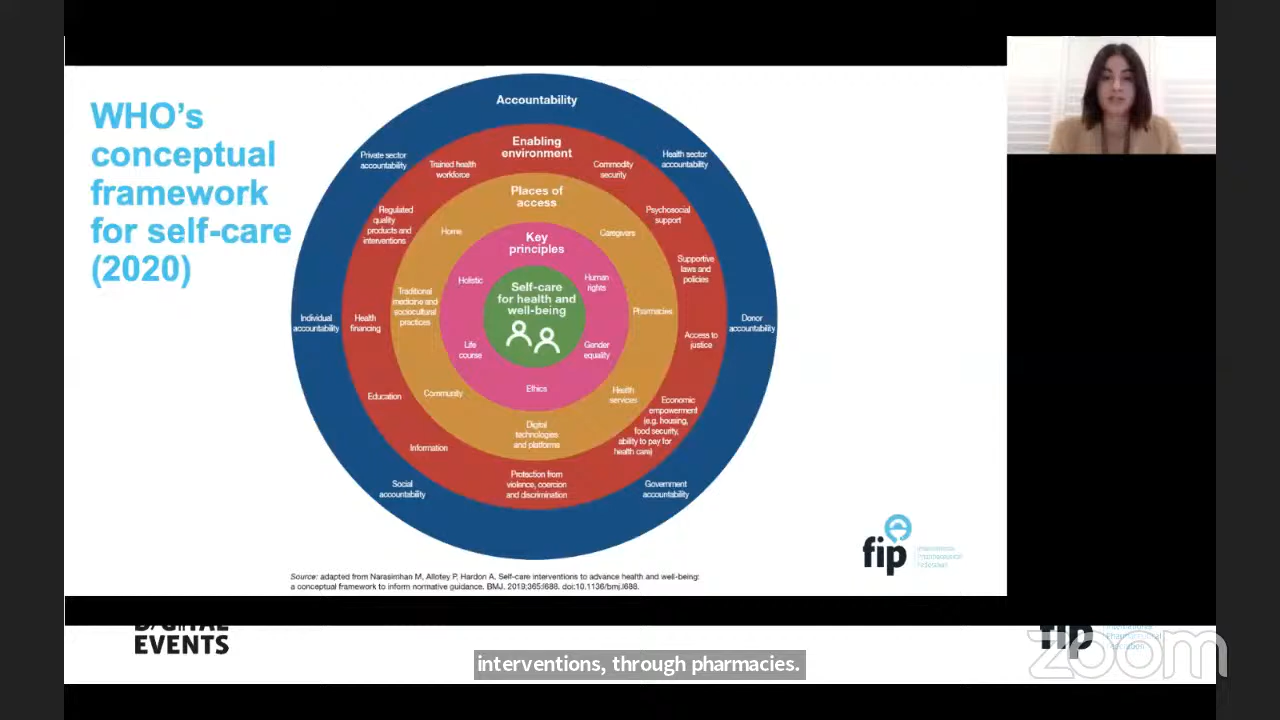 WHO's
conceptual
framework
for self-care
(2020)
Accountability
Private sector
accountability
Health sector
accountability
Individual
accountability
Donor
accountability
Social
accountability
Government
accountability
Enabling
environment
Trained health
workforce
Commodity
security
Regulated
quality
products and
interventions
Psychosocial
support
Supportive
laws and
policies
Health
financing
Access to
justice
Education
Economic
empowerment
(e.g. housing,
food security,
ability to pay for
health care)
Information
Protection from
violence, coercion
and discrimination
Places of
access
Home
Caregivers
Traditional
medicine and
sociocultural
practices
Pharmacies
Community
Health
services
Digital
technologies
and platforms
Key
principles
Holistic
Human
rights
Life
course
Gender
equality
Ethics
Self-care
for health and
well-being
Source: adapted from Narasimhan M, Allotey P, Hardon A. Self-care interventions to advance health and well-being:
a conceptual framework to inform normative guidance. BMJ. 2019;365:l688. doi:10.1136/bmj.l688.
fip
International
Pharmaceutical
Federation
DIGITAL
EVENTS
fip
zoom
interventions, through pharmacies.